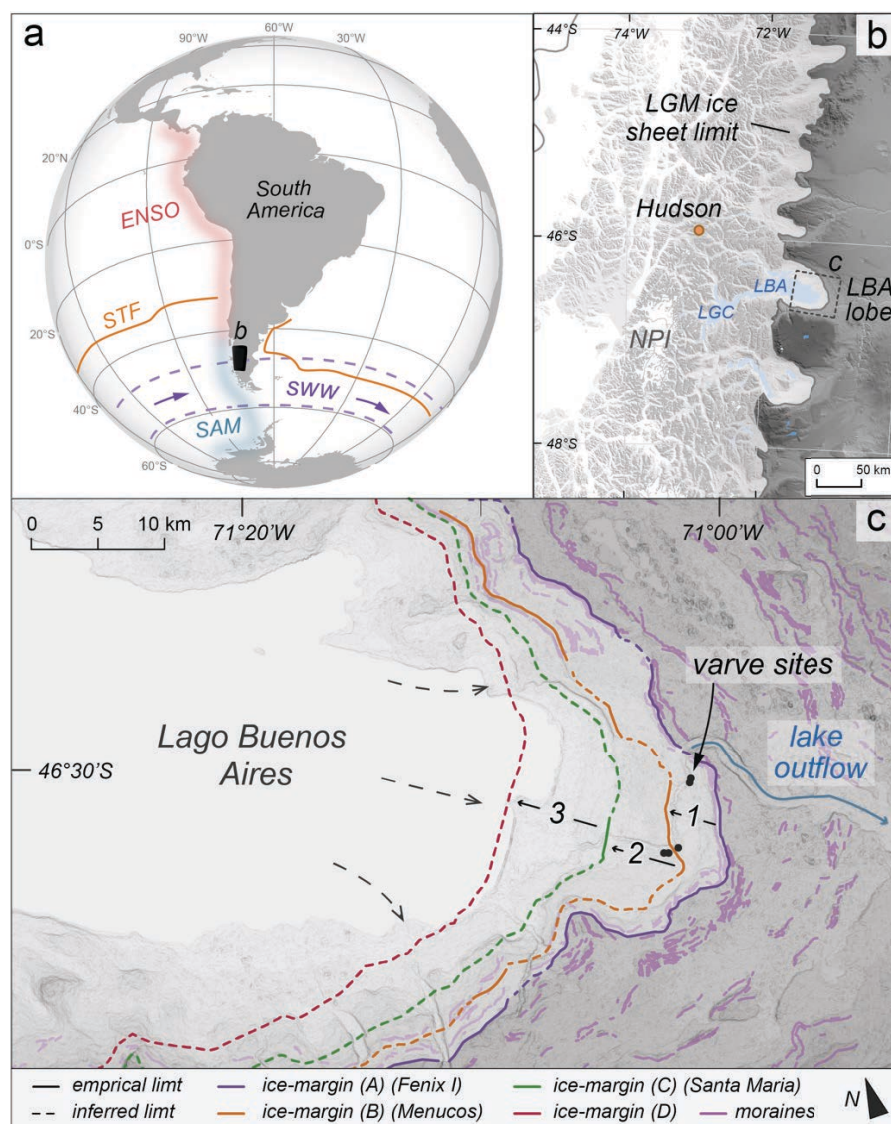 a
90°W
60°W
30°W
20°N
0°N/S
20°S
40°S
60°S
South
America
ENSO
STF
b
SWW
SAM
b
44°S
74°W
72°W
LGM ice
sheet limit
Hudson
46°S
c
LBA
LBA
lobe
LGC
NPI
48°S
0 50 km
c
0 5 10 km
71°20'W
71°00'W
varve sites
Lago Buenos
Aires
lake
outflow
46°30'S
3
1
2
emprical limt
ice-margin (A) (Fenix I)
ice-margin (C) (Santa Maria)
inferred limt
ice-margin (B) (Menucos)
ice-margin (D)
moraines
N